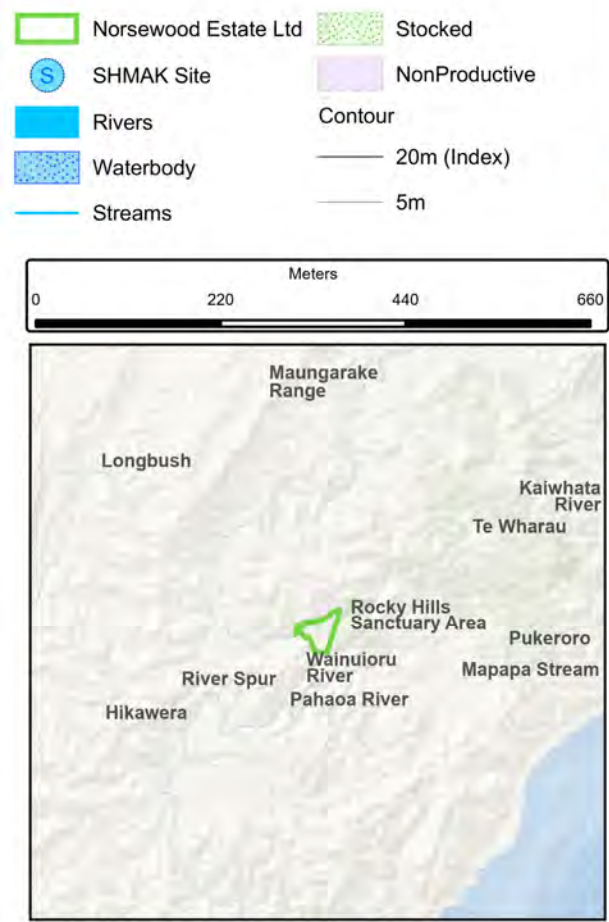 Norsewood Estate Ltd
S
SHMAK Site
Rivers
Waterbody
Streams
Stocked
NonProductive
Contour
20m (Index)
5m
Meters
0 220 440 660
Maungarake
Range
Longbush
Kaiwhata
River
Te Wharau
Rocky Hills
Sanctuary Area
Pukeroro
Wainuioru
River
Mapapa Stream
River Spur
Pahaoa River
Hikawera